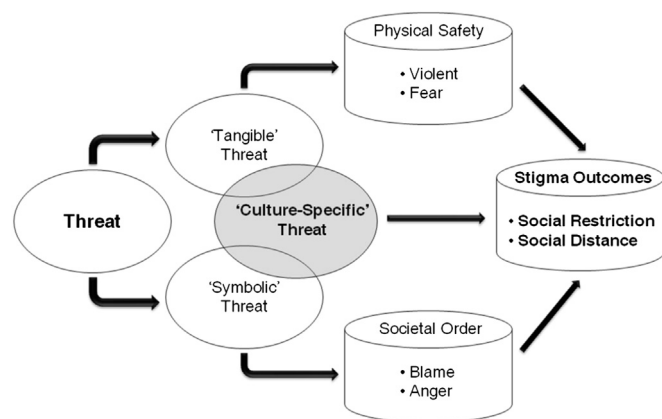 Physical Safety
• Violent
• Fear
'Tangible'
Threat
Threat
'Culture-Specific'
Threat
Stigma Outcomes
• Social Restriction
• Social Distance
'Symbolic'
Threat
Societal Order
• Blame
• Anger